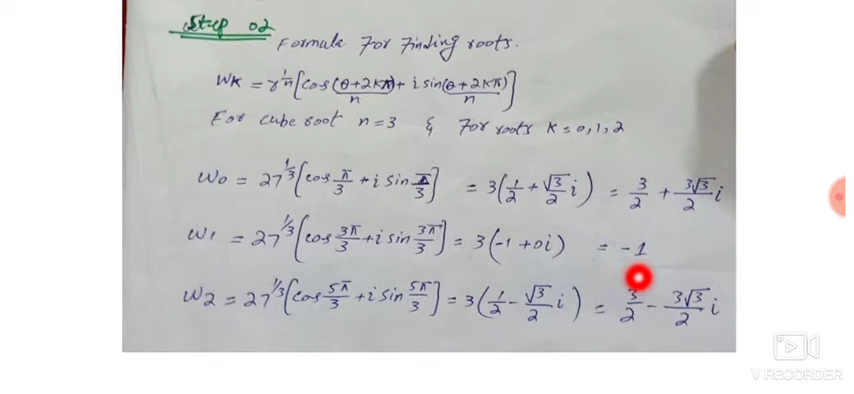 Step 02
Formula For Finding roots.
WK = r^{1/n} [cos (θ+2Kπ)/n + i sin (θ+2Kπ)/n]
For cube root n=3 & For roots K=0,1,2
W0 = 27^{1/3} (cos π/3 + i sin π/3) = 3(1/2 + √3/2 i) = 3/2 + 3√3/2 i
W1 = 27^{1/3} (cos 3π/3 + i sin 3π/3) = 3(-1+0i) = -1
W2 = 27^{1/3} (cos 5π/3 + i sin 5π/3) = 3(1/2 - √3/2 i) = 3/2 - 3√3/2 i
V RECORDER